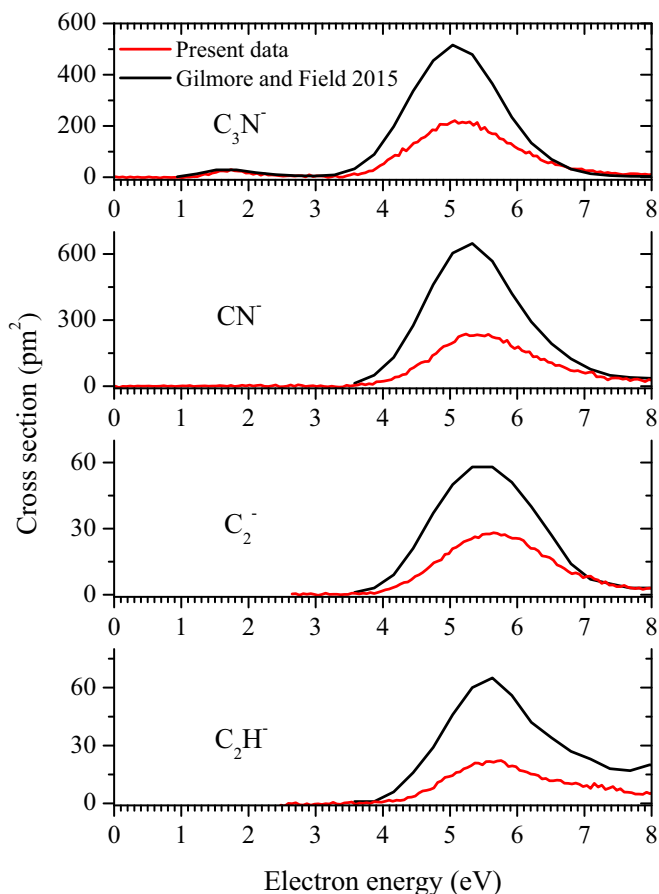 600
Present data
Gilmore and Field 2015
400
C₃N⁻
200
0
0 1 2 3 4 5 6 7 8
600
CN⁻
300
0
0 1 2 3 4 5 6 7 8
60
C₂⁻
30
0
0 1 2 3 4 5 6 7 8
60
C₂H⁻
30
0
0 1 2 3 4 5 6 7 8
Cross section (pm²)
Electron energy (eV)